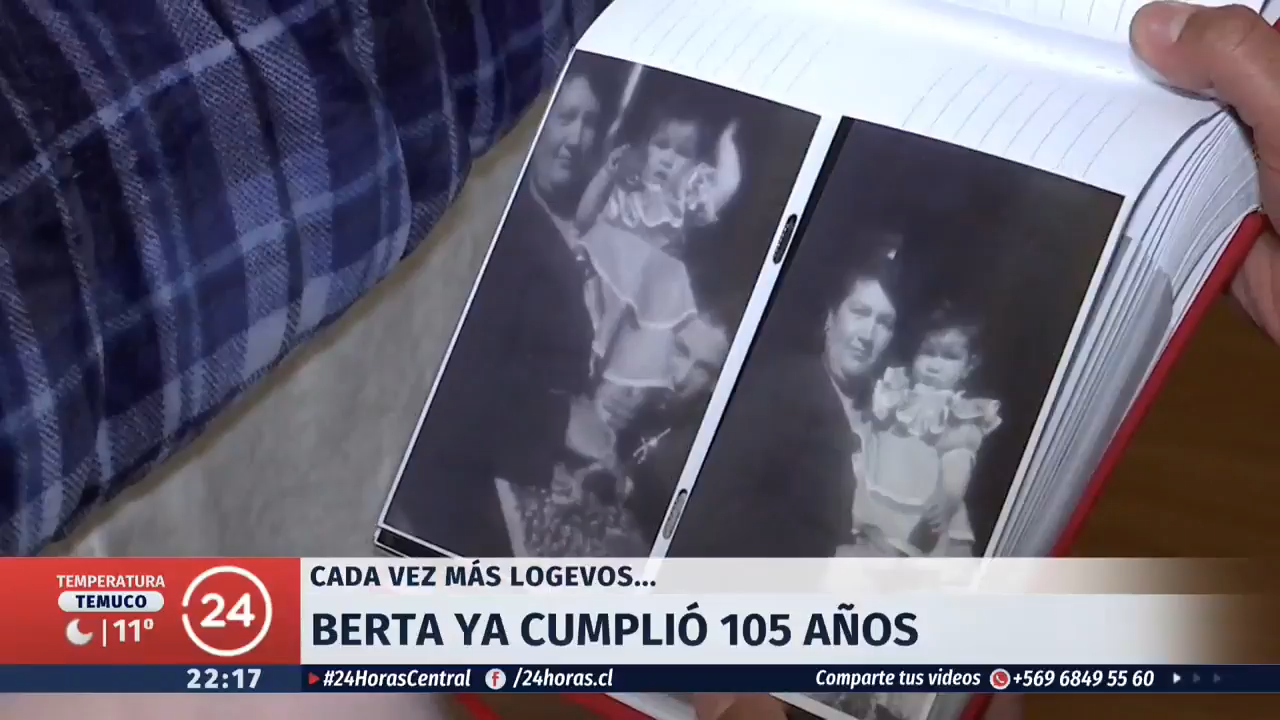 CADA VEZ MÁS LOGEVOS...
BERTA YA CUMPLIÓ 105 AÑOS
TEMPERATURA
TEMUCO
11º
24
22:17
#24HorasCentral
f /24horas.cl
Comparte tus videos
+569 6849 55 60